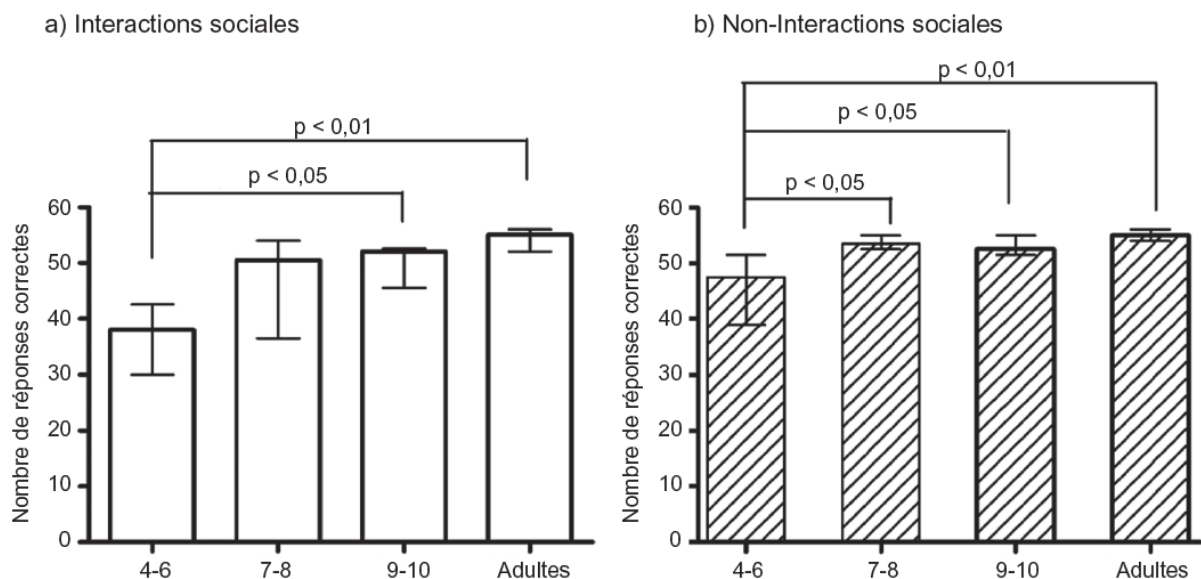 a) Interactions sociales
p < 0,01
p < 0,05
Nombre de réponses correctes
60
50
40
30
20
10
0
4-6
7-8
9-10
Adultes
b) Non-Interactions sociales
p < 0,01
p < 0,05
p < 0,05
Nombre de réponses correctes
60
50
40
30
20
10
0
4-6
7-8
9-10
Adultes